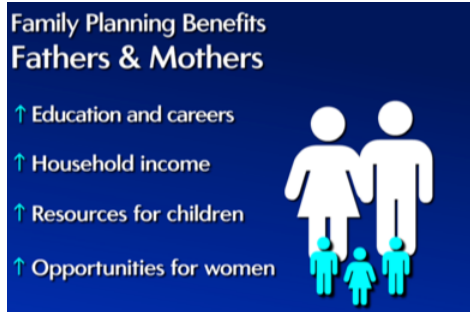 Family Planning Benefits
Fathers & Mothers
↑ Education and careers
↑ Household income
↑ Resources for children
↑ Opportunities for women